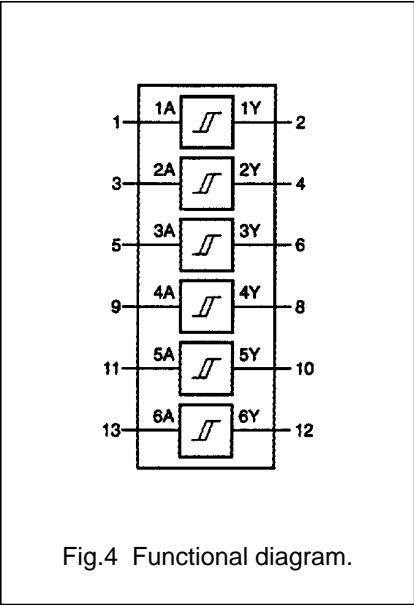 1 1A 1Y 2
3 2A 2Y 4
5 3A 3Y 6
9 4A 4Y 8
11 5A 5Y 10
13 6A 6Y 12
Fig.4 Functional diagram.